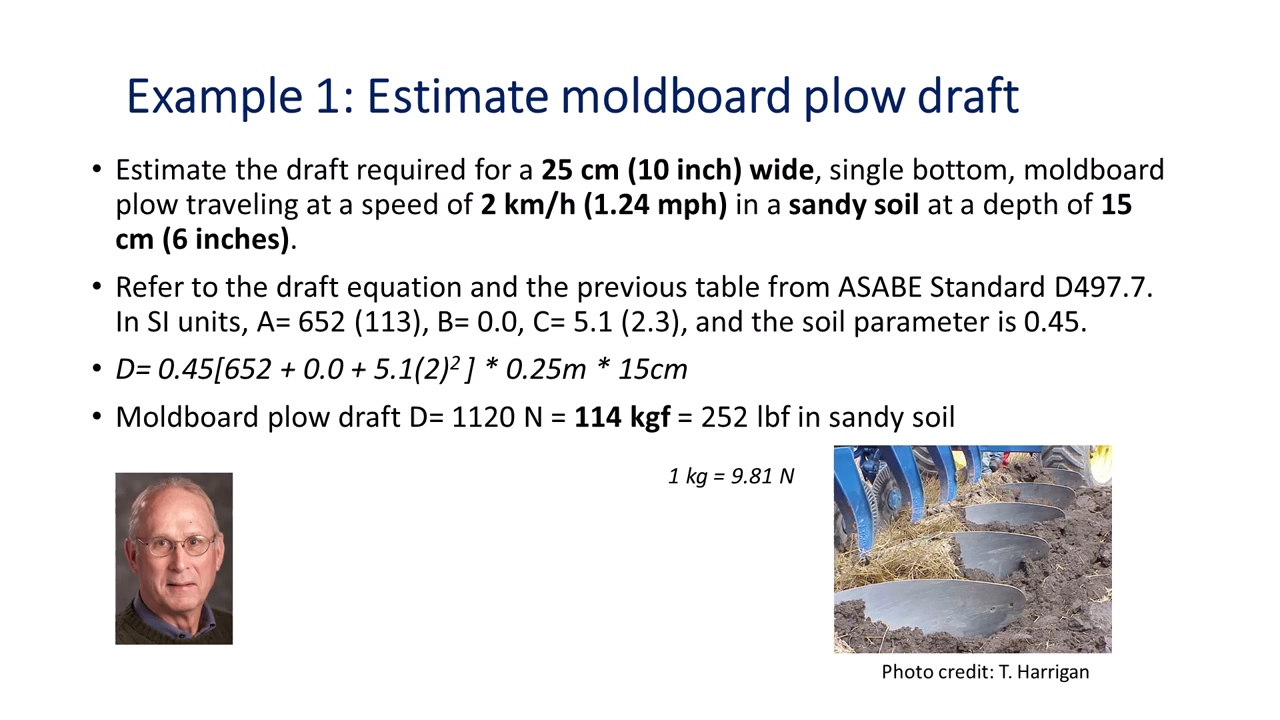 Example 1: Estimate moldboard plow draft
• Estimate the draft required for a 25 cm (10 inch) wide, single bottom, moldboard
plow traveling at a speed of 2 km/h (1.24 mph) in a sandy soil at a depth of 15
cm (6 inches).
• Refer to the draft equation and the previous table from ASABE Standard D497.7.
In SI units, A= 652 (113), B= 0.0, C= 5.1 (2.3), and the soil parameter is 0.45.
• D= 0.45[652 + 0.0 + 5.1(2)² ] * 0.25m * 15cm
• Moldboard plow draft D= 1120 N = 114 kgf = 252 lbf in sandy soil
1 kg = 9.81 N
Photo credit: T. Harrigan